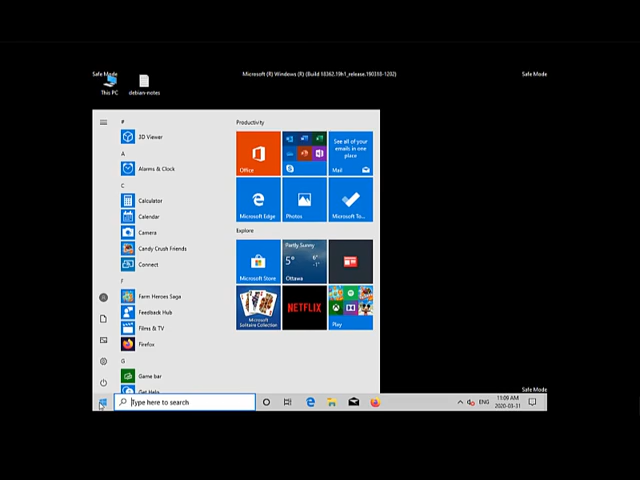 Safe Mode
Microsoft (R) Windows (R) (Build 18362.19h1_release.190318-1202)
Safe Mode
This PC
debian-notes
Productivity
3D Viewer
A
Alarms & Clock
Office
See all of your emails in one place
Mail
C
Calculator
Calendar
Camera
Candy Crush Friends
Connect
Microsoft Edge
Photos
Microsoft To...
Explore
Microsoft Store
Partly Sunny
5°
6°
-1°
Ottawa
F
Farm Heroes Saga
Feedback Hub
Films & TV
Firefox
Microsoft
Solitaire Collection
NETFLIX
Play
G
Game bar
Get Help
Safe Mode
Type here to search
ENG
11:09 AM
2020-03-31